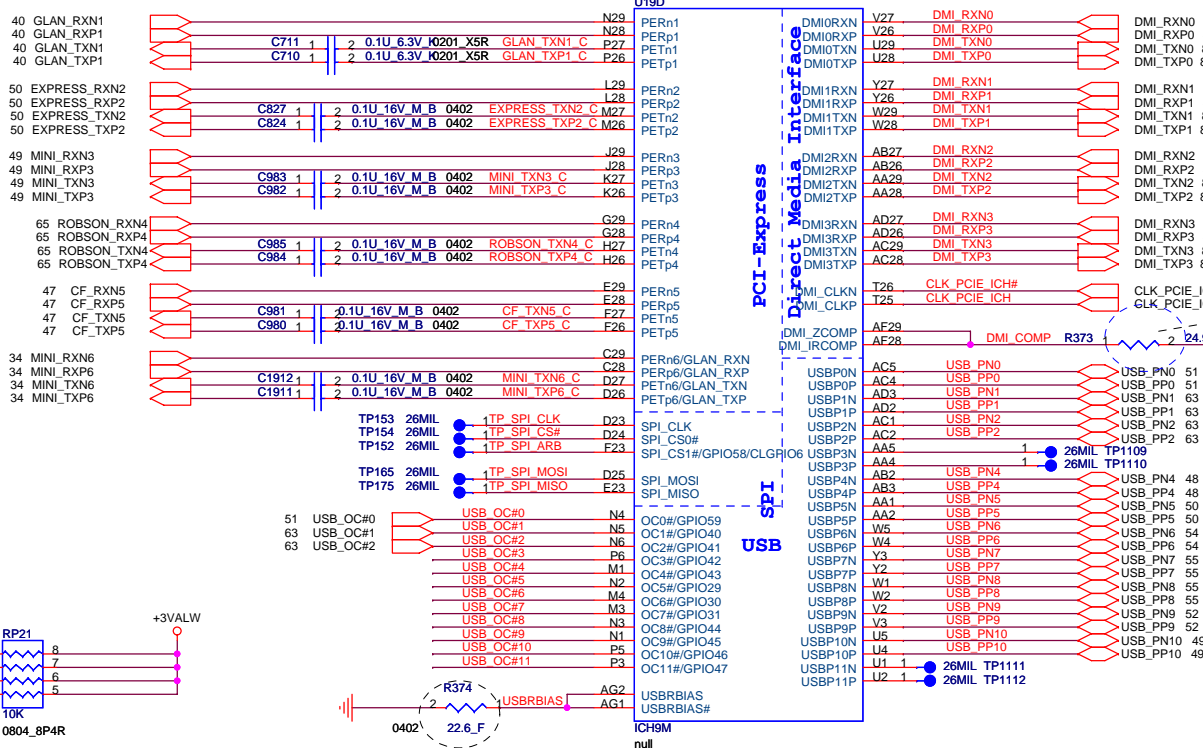 U19D
40 GLAN_RXN1 N29 PERn1 DMI0RXN V27 DMI_RXN0 DMI_RXN0
40 GLAN_RXP1 N28 PERp1 DMI0RXP V26 DMI_RXP0 DMI_RXP0
40 GLAN_TXN1 C711 1 2 0.1U_6.3V_K0201_X5R GLAN_TXN1_C P27 PETn1 DMI0TXN U29 DMI_TXN0 DMI_TXN0
40 GLAN_TXP1 C710 1 2 0.1U_6.3V_K0201_X5R GLAN_TXP1_C P26 PETp1 DMI0TXP U28 DMI_TXP0 DMI_TXP0
50 EXPRESS_RXN2 L29 PERn2 DMI1RXN Y27 DMI_RXN1 DMI_RXN1
50 EXPRESS_RXP2 L28 PERp2 DMI1RXP Y26 DMI_RXP1 DMI_RXP1
50 EXPRESS_TXN2 C827 1 2 0.1U_16V_M_B 0402 EXPRESS_TXN2_C M27 PETn2 DMI1TXN W29 DMI_TXN1 DMI_TXN1
50 EXPRESS_TXP2 C824 1 2 0.1U_16V_M_B 0402 EXPRESS_TXP2_C M26 PETp2 DMI1TXP W28 DMI_TXP1 DMI_TXP1
49 MINI_RXN3 J29 PERn3 DMI2RXN AB27 DMI_RXN2 DMI_RXN2
49 MINI_RXP3 J28 PERp3 DMI2RXP AB26 DMI_RXP2 DMI_RXP2
49 MINI_TXN3 C983 1 2 0.1U_16V_M_B 0402 MINI_TXN3_C K27 PETn3 DMI2TXN AA29 DMI_TXN2 DMI_TXN2
49 MINI_TXP3 C982 1 2 0.1U_16V_M_B 0402 MINI_TXP3_C K26 PETp3 DMI2TXP AA28 DMI_TXP2 DMI_TXP2
65 ROBSON_RXN4 G29 PERn4 DMI3RXN AD27 DMI_RXN3 DMI_RXN3
65 ROBSON_RXP4 G28 PERp4 DMI3RXP AD26 DMI_RXP3 DMI_RXP3
65 ROBSON_TXN4 C985 1 2 0.1U_16V_M_B 0402 ROBSON_TXN4_C H27 PETn4 DMI3TXN AC29 DMI_TXN3 DMI_TXN3
65 ROBSON_TXP4 C984 1 2 0.1U_16V_M_B 0402 ROBSON_TXP4_C H26 PETp4 DMI3TXP AC28 DMI_TXP3 DMI_TXP3
PCI-Express
Direct Media Interface
47 CF_RXN5 E29 PERn5 DMI_CLKN T26 CLK_PCIE_ICH#
47 CF_RXP5 E28 PERp5 DMI_CLKP T25 CLK_PCIE_ICH
47 CF_TXN5 C981 1 2 0.1U_16V_M_B 0402 CF_TXN5_C F27 PETn5
47 CF_TXP5 C980 1 2 0.1U_16V_M_B 0402 CF_TXP5_C F26 PETp5
DMI_ZCOMP AF29
DMI_IRCOMP AF28 DMI_COMP R373 1 2
34 MINI_RXN6 C29 PERn6/GLAN_RXN
34 MINI_RXP6 C28 PERp6/GLAN_RXP USBP0N AC5 USB_PN0 USB_PN0 51
34 MINI_TXN6 C1912 1 2 0.1U_16V_M_B 0402 MINI_TXN6_C D27 PETn6/GLAN_TXN USBP0P AC4 USB_PP0 USB_PP0 51
34 MINI_TXP6 C1911 1 2 0.1U_16V_M_B 0402 MINI_TXP6_C D26 PETp6/GLAN_TXP USBP1N AD3 USB_PN1 USB_PN1 63
USBP1P AD2 USB_PP1 USB_PP1 63
TP153 26MIL 1 TP_SPI_CLK D23 SPI_CLK USBP2N AC1 USB_PN2 USB_PN2 63
TP154 26MIL 1 TP_SPI_CS# D24 SPI_CS0# USBP2P AC2 USB_PP2 USB_PP2 63
TP152 26MIL 1 TP_SPI_ARB F23 SPI_CS1#/GPIO58/CLGPIO6 USBP3N AA5 1 26MIL TP1109
USBP3P AA4 1 26MIL TP1110
TP165 26MIL 1 TP_SPI_MOSI D25 SPI_MOSI USBP4N AB2 USB_PN4 USB_PN4 48
TP175 26MIL 1 TP_SPI_MISO E23 SPI_MISO USBP4P AB3 USB_PP4 USB_PP4 48
SPI
USB
USBP5N AA1 USB_PN5 USB_PN5 50
51 USB_OC#0 USB_OC#0 N4 OC0#/GPIO59 USBP5P AA2 USB_PP5 USB_PP5 50
63 USB_OC#1 USB_OC#1 N5 OC1#/GPIO40 USBP6N W5 USB_PN6 USB_PN6 54
63 USB_OC#2 USB_OC#2 N6 OC2#/GPIO41 USBP6P W4 USB_PP6 USB_PP6 54
USB_OC#3 P6 OC3#/GPIO42 USBP7N Y3 USB_PN7 USB_PN7 55
USB_OC#4 M1 OC4#/GPIO43 USBP7P Y2 USB_PP7 USB_PP7 55
USB_OC#5 N2 OC5#/GPIO29 USBP8N W1 USB_PN8 USB_PN8 55
USB_OC#6 M4 OC6#/GPIO30 USBP8P W2 USB_PP8 USB_PP8 55
USB_OC#7 M3 OC7#/GPIO31 USBP9N V2 USB_PN9 USB_PN9 52
USB_OC#8 N3 OC8#/GPIO44 USBP9P V3 USB_PP9 USB_PP9 52
USB_OC#9 N1 OC9#/GPIO45 USBP10N U5 USB_PN10 USB_PN10 49
USB_OC#10 P5 OC10#/GPIO46 USBP10P U4 USB_PP10 USB_PP10 49
USB_OC#11 P3 OC11#/GPIO47 USBP11N U1 1 26MIL TP1111
USBP11P U2 1 26MIL TP1112
+3VALW
RP21
8
7
6
5
10K
0804_8P4R
R374
AG2 USBRBIAS
2 1 USBRBIAS AG1 USBRBIAS#
0402 22.6_F
ICH9M
null